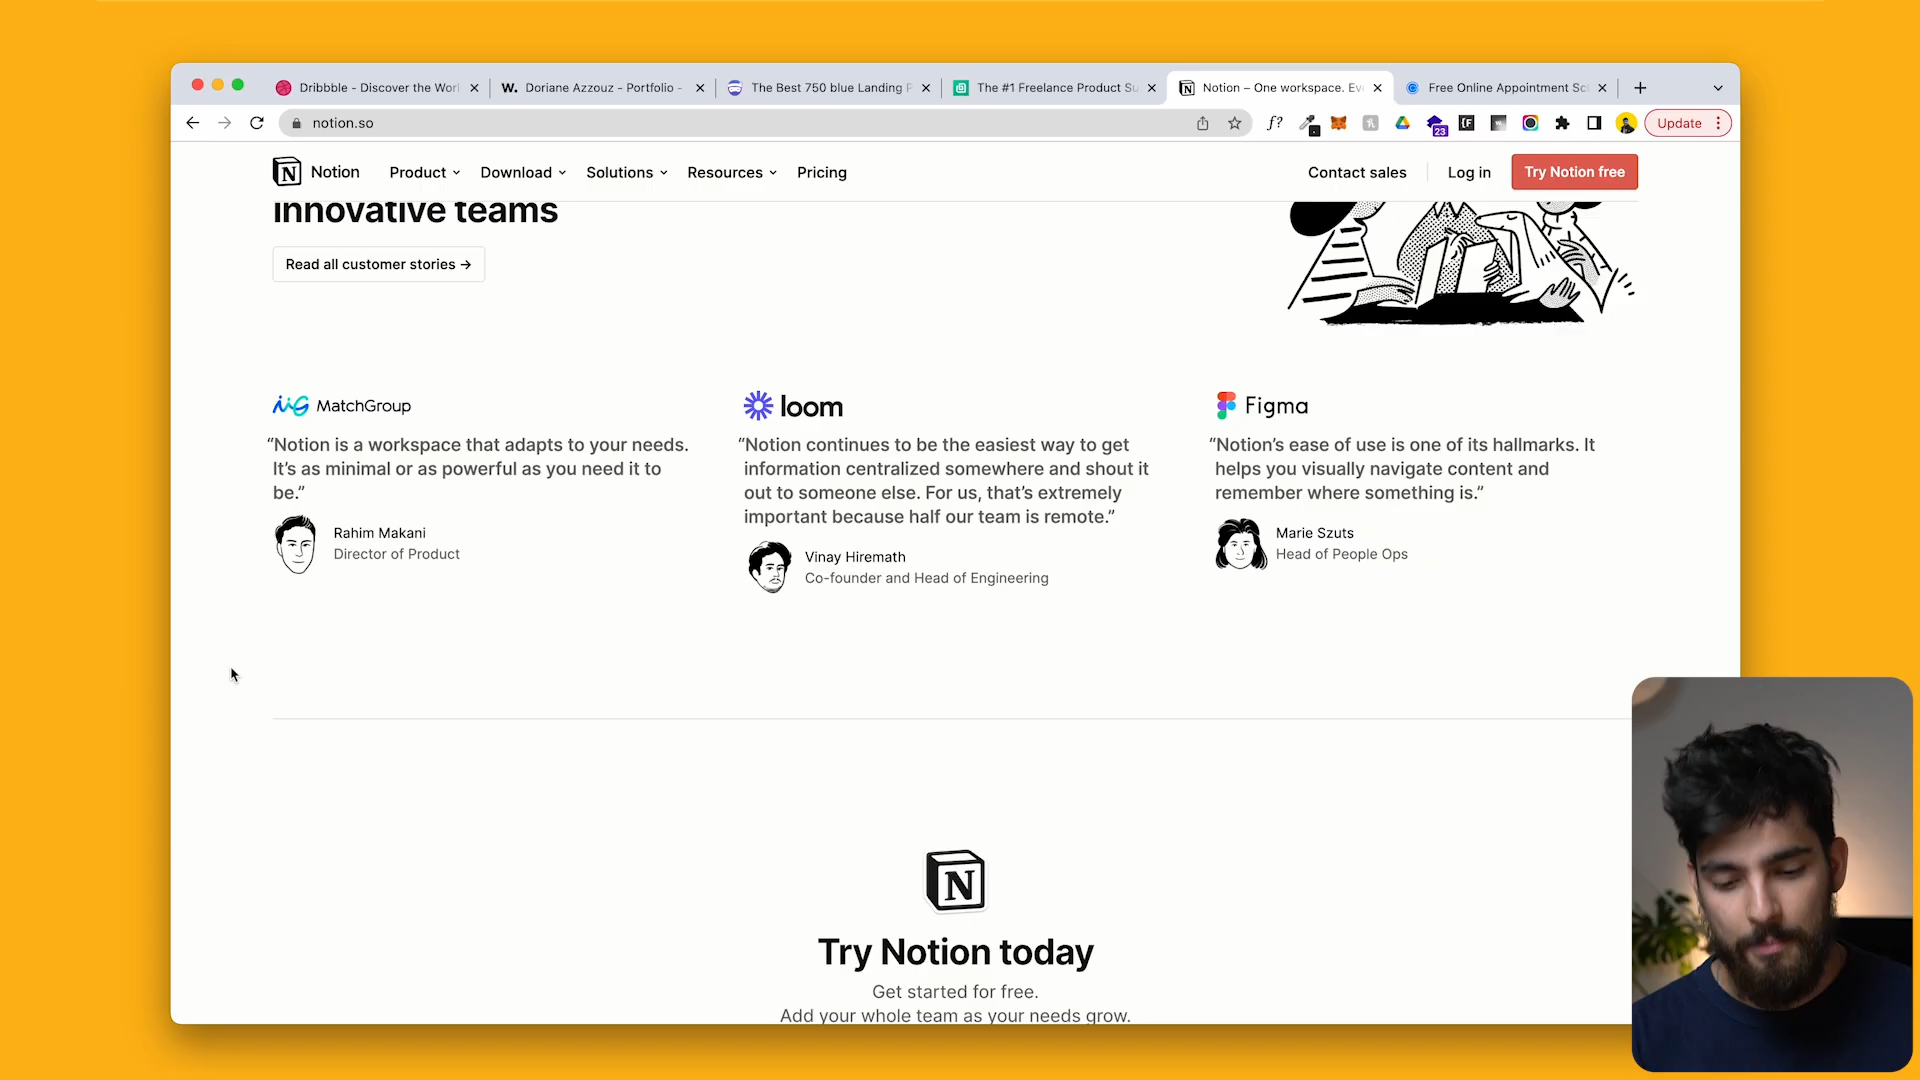 Dribbble - Discover the Worl
W. Doriane Azzouz - Portfolio -
The Best 750 blue Landing P
The #1 Freelance Product Su
Notion – One workspace. Eve
Free Online Appointment Sch
notion.so
f?
23
Update
Notion
Product
Download
Solutions
Resources
Pricing
Contact sales
Log in
Try Notion free
innovative teams
Read all customer stories →
MatchGroup
“Notion is a workspace that adapts to your needs.
It’s as minimal or as powerful as you need it to
be.”
Rahim Makani
Director of Product
loom
“Notion continues to be the easiest way to get
information centralized somewhere and shout it
out to someone else. For us, that’s extremely
important because half our team is remote.”
Vinay Hiremath
Co-founder and Head of Engineering
Figma
“Notion’s ease of use is one of its hallmarks. It
helps you visually navigate content and
remember where something is.”
Marie Szuts
Head of People Ops
N
Try Notion today
Get started for free.
Add your whole team as your needs grow.